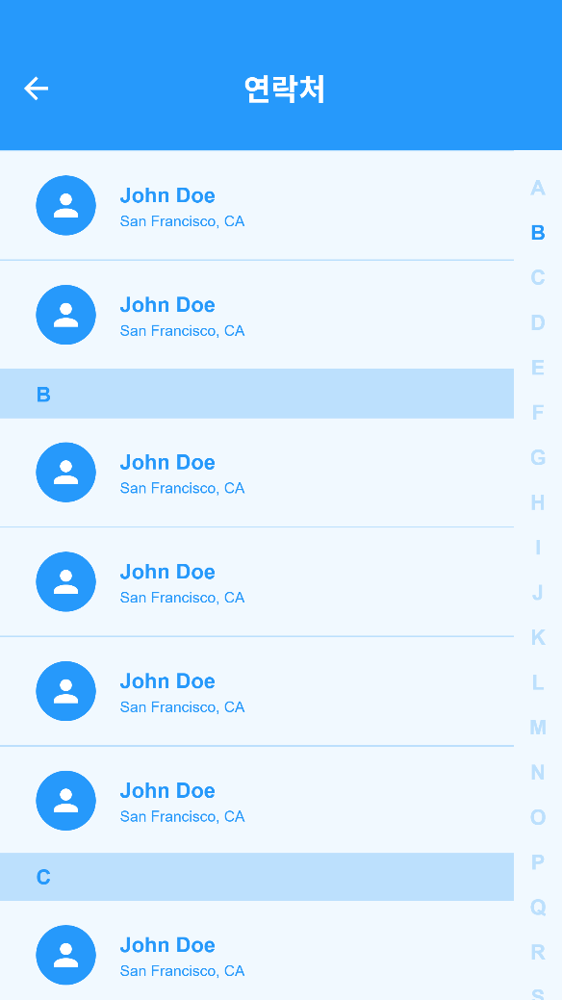 연락처
John Doe
San Francisco, CA
John Doe
San Francisco, CA
B
John Doe
San Francisco, CA
John Doe
San Francisco, CA
John Doe
San Francisco, CA
John Doe
San Francisco, CA
C
John Doe
San Francisco, CA
A
B
C
D
E
F
G
H
I
J
K
L
M
N
O
P
Q
R
S